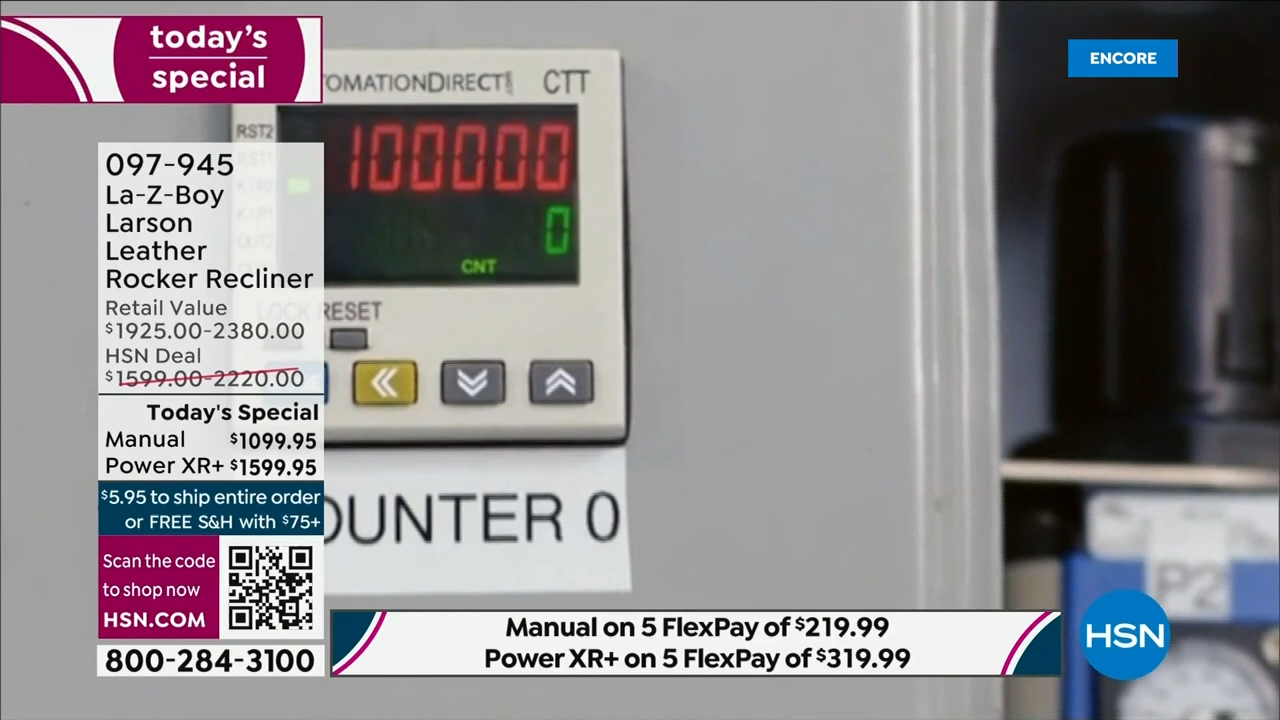 today's
special
ENCORE
TOMATIONDIRECT
CTT
RST2
RST1
100000
0
CNT
LOCK RESET
OUNTER 0
P2
097-945
La-Z-Boy
Larson
Leather
Rocker Recliner
Retail Value
$1925.00-2380.00
HSN Deal
$1599.00-2220.00
Today's Special
Manual $1099.95
Power XR+ $1599.95
$5.95 to ship entire order
or FREE S&H with $75+
Scan the code
to shop now
HSN.COM
800-284-3100
Manual on 5 FlexPay of $219.99
Power XR+ on 5 FlexPay of $319.99
HSN